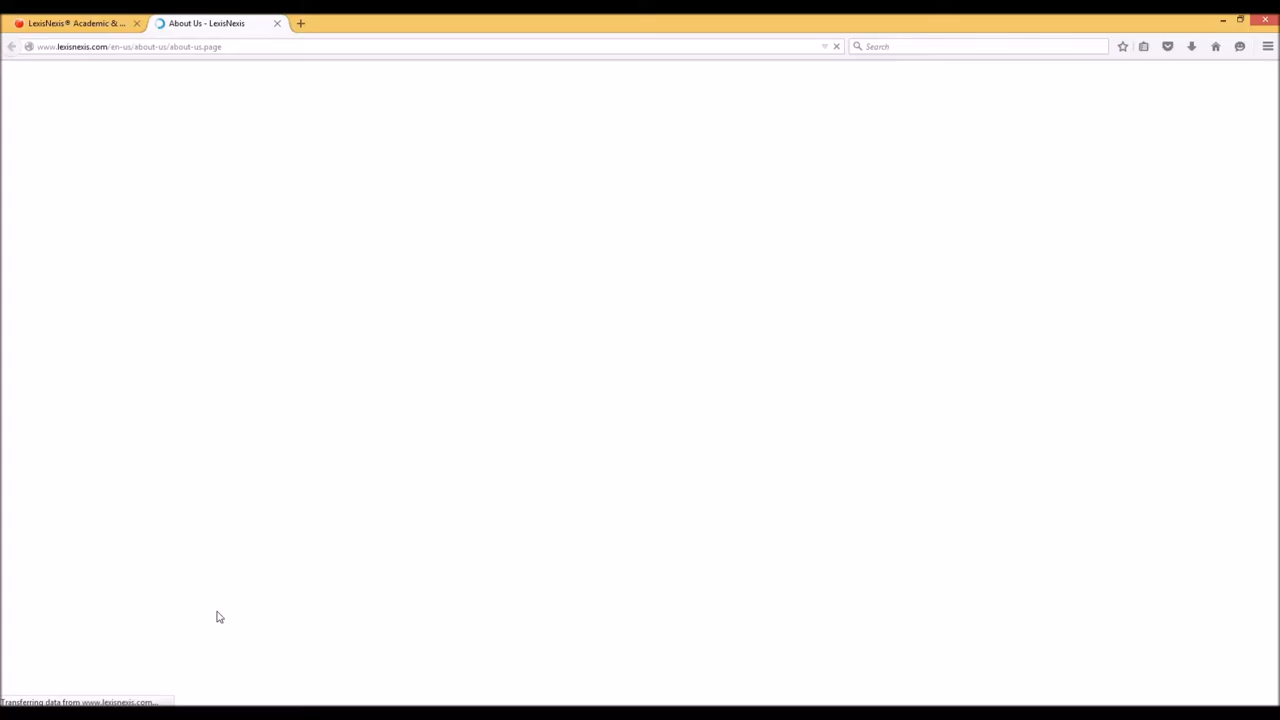 LexisNexis® Academic & ...
About Us - LexisNexis
www.lexisnexis.com/en-us/about-us/about-us.page
Search
Transferring data from www.lexisnexis.com...